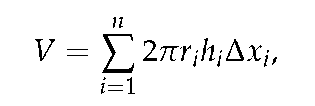 $V = \sum_{i=1}^{n} 2\pi r_i h_i \Delta x_i,$